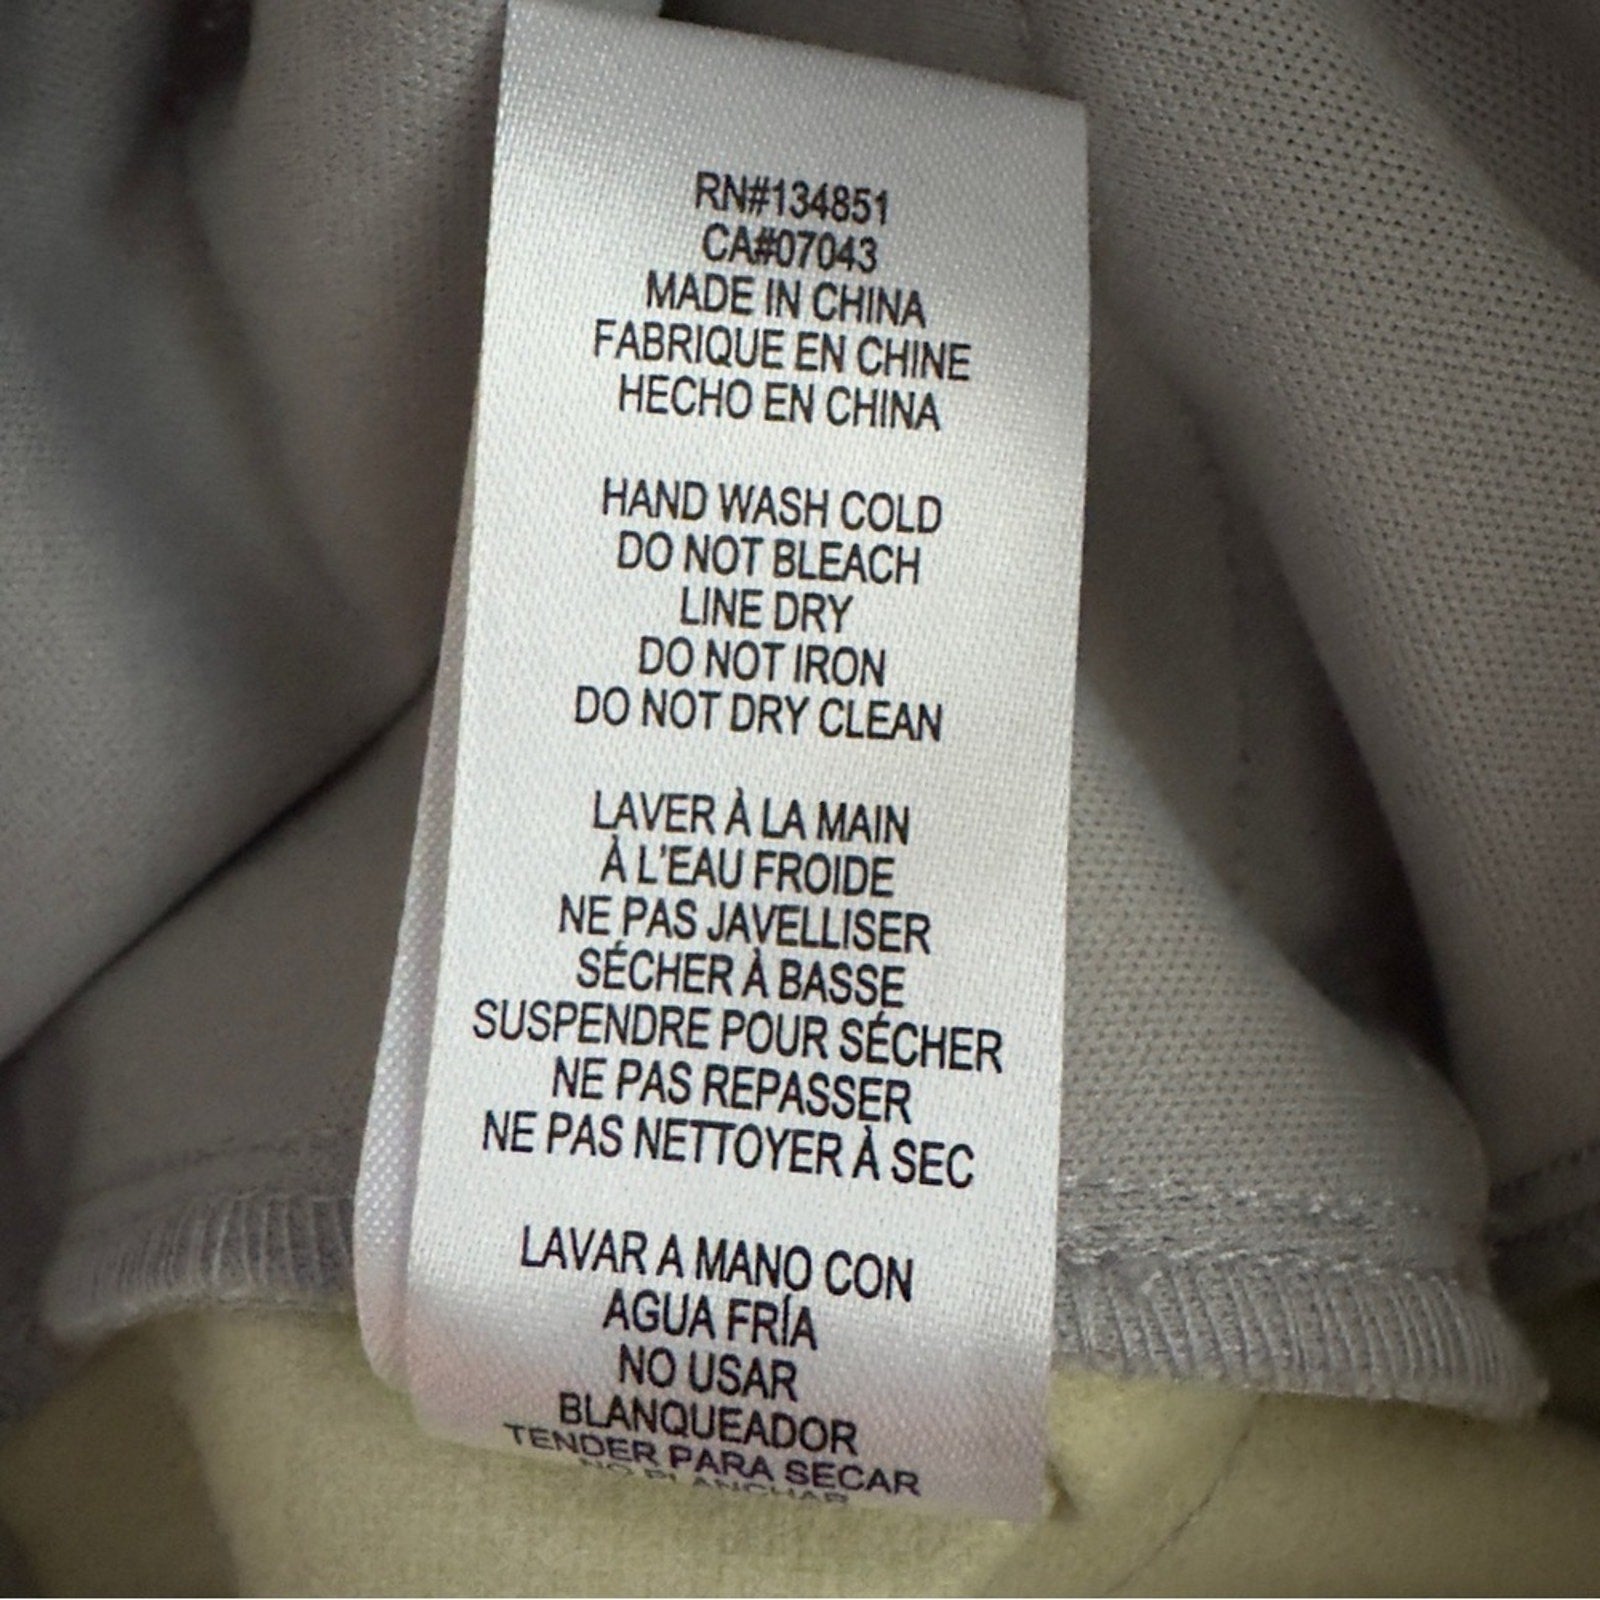 RN#134851
CA#07043
MADE IN CHINA
FABRIQUE EN CHINE
HECHO EN CHINA
HAND WASH COLD
DO NOT BLEACH
LINE DRY
DO NOT IRON
DO NOT DRY CLEAN
LAVER À LA MAIN
À L'EAU FROIDE
NE PAS JAVELLISER
SÉCHER À BASSE
SUSPENDRE POUR SÉCHER
NE PAS REPASSER
NE PAS NETTOYER À SEC
LAVAR A MANO CON
AGUA FRÍA
NO USAR
BLANQUEADOR
TENDER PARA SECAR
NO PLANCHAR